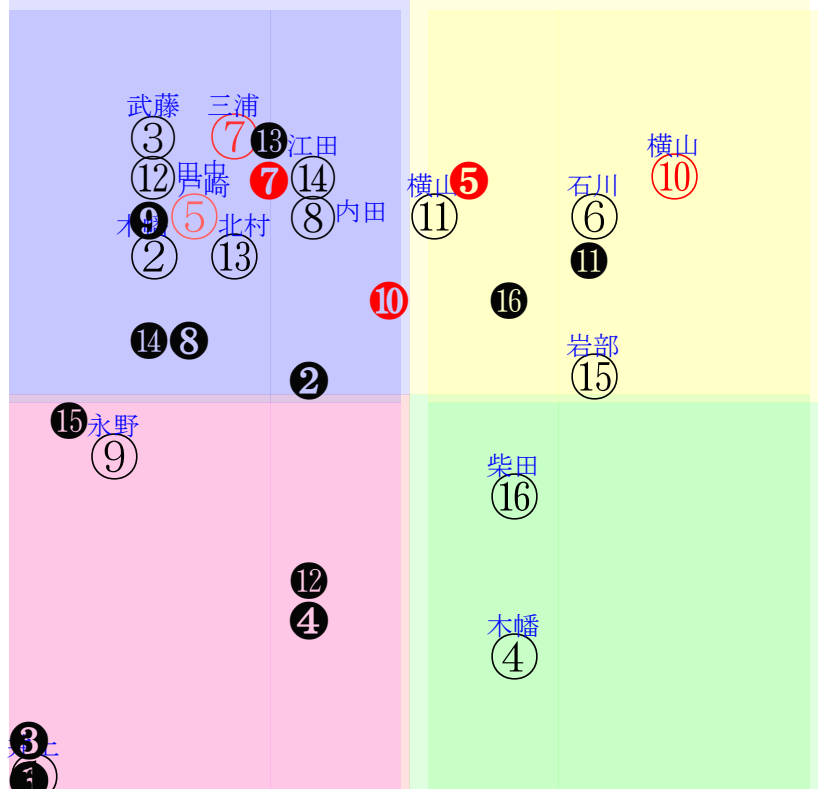 武藤 三浦
③ ⑦ ⓭ 江田 横山
⑫ 田中 ❼ ⑭ 横山 ❺ 石川 ⑩
戸崎
❾ ⑤ 北村 ⑧ 内田 ⑪ ⑥
木幡
② ⑬ ⓫
❿ ⓰
⓮ ❽ 岩部
❷ ⑮
⓯ 永野
⑨ 柴田
⑯
⓬
❹ 木幡
④
❸